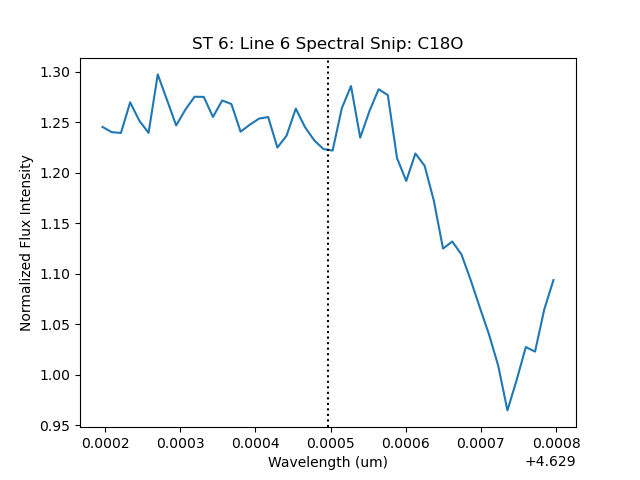 ST 6: Line 6 Spectral Snip: C18O
Normalized Flux Intensity
1.30
1.25
1.20
1.15
1.10
1.05
1.00
0.95
0.0002 0.0003 0.0004 0.0005 0.0006 0.0007 0.0008
Wavelength (um)
+4.629